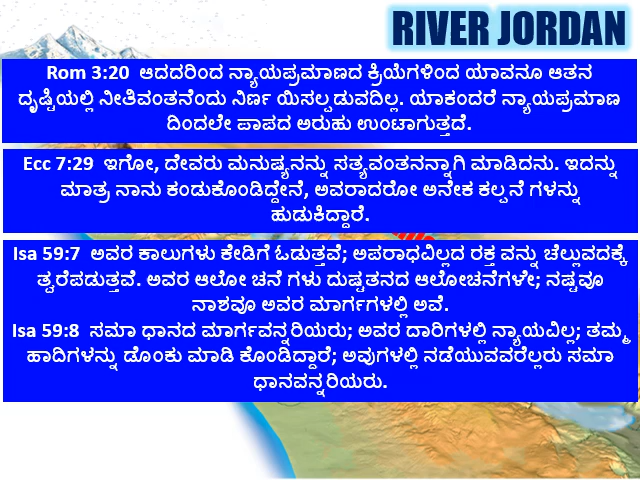 RIVER JORDAN
Rom 3:20 ಆದದರಿಂದ ನ್ಯಾಯಪ್ರಮಾಣದ ಕ್ರಿಯೆಗಳಿಂದ ಯಾವನೂ ಆತನ
ದೃಷ್ಟಿಯಲ್ಲಿ ನೀತಿವಂತನೆಂದು ನಿರ್ಣ ಯಿಸಲ್ಪಡುವದಿಲ್ಲ. ಯಾಕಂದರೆ ನ್ಯಾಯಪ್ರಮಾಣ
ದಿಂದಲೇ ಪಾಪದ ಅರುಹು ಉಂಟಾಗುತ್ತದೆ.
Ecc 7:29 ಇಗೋ, ದೇವರು ಮನುಷ್ಯನನ್ನು ಸತ್ಯವಂತನನ್ನಾಗಿ ಮಾಡಿದನು. ಇದನ್ನು
ಮಾತ್ರ ನಾನು ಕಂಡುಕೊಂಡಿದ್ದೇನೆ, ಅವರಾದರೋ ಅನೇಕ ಕಲ್ಪನೆ ಗಳನ್ನು
ಹುಡುಕಿದ್ದಾರೆ.
Isa 59:7 ಅವರ ಕಾಲುಗಳು ಕೇಡಿಗೆ ಓಡುತ್ತವೆ; ಅಪರಾಧವಿಲ್ಲದ ರಕ್ತ ವನ್ನು ಚೆಲ್ಲುವದಕ್ಕೆ
ತ್ವರೆಪಡುತ್ತವೆ. ಅವರ ಆಲೋ ಚನೆ ಗಳು ದುಷ್ಟತನದ ಆಲೋಚನೆಗಳೇ; ನಷ್ಟವೂ
ನಾಶವೂ ಅವರ ಮಾರ್ಗಗಳಲ್ಲಿ ಅವೆ.
Isa 59:8 ಸಮಾ ಧಾನದ ಮಾರ್ಗವನ್ನರಿಯರು; ಅವರ ದಾರಿಗಳಲ್ಲಿ ನ್ಯಾಯವಿಲ್ಲ; ತಮ್ಮ
ಹಾದಿಗಳನ್ನು ಡೊಂಕು ಮಾಡಿ ಕೊಂಡಿದ್ದಾರೆ; ಅವುಗಳಲ್ಲಿ ನಡೆಯುವವರೆಲ್ಲರು ಸಮಾ
ಧಾನವನ್ನರಿಯರು.